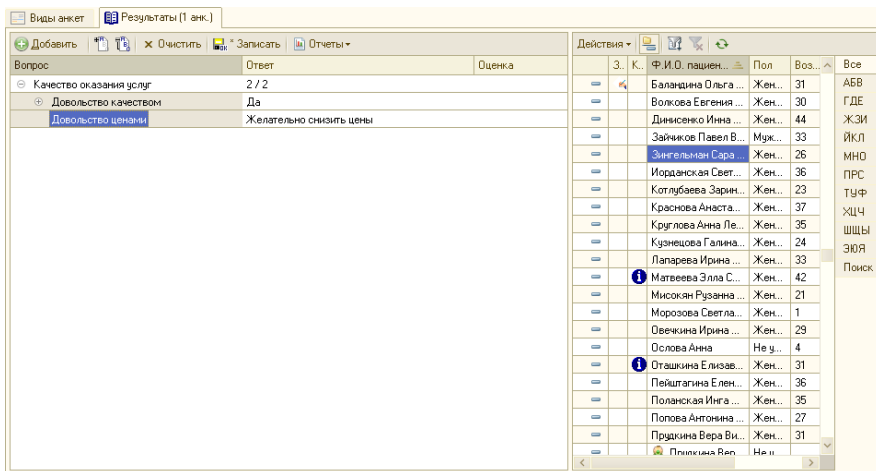 Виды анкет Результаты (1 анк.)
Добавить Очистить Записать Отчеты Действия
Вопрос Ответ Оценка З.. К.. Ф.И.О. пациен... Пол Воз... Все
Качество оказания услуг 2 / 2 Баландина Ольга ... Жен... 31 АБВ
Довольство качеством Да Волкова Евгения ... Жен... 30 ГДЕ
Довольство ценами Желательно снизить цены Динисенко Инна ... Жен... 44 ЖЗИ
Зайчиков Павел В... Муж... 33 ЙКЛ
Зингельман Сара ... Жен... 26 МНО
Иорданская Свет... Жен... 36 ПРС
Котлубаева Зарин... Жен... 23 ТУФ
Краснова Анаста... Жен... 37 ХЦЧ
Круглова Анна Ле... Жен... 35 ШЩЫ
Кузнецова Галина... Жен... 24 ЭЮЯ
Лапарева Ирина ... Жен... 33 Поиск
Матвеева Элла С... Жен... 42
Мисокян Рузанна ... Жен... 21
Морозова Светла... Жен... 1
Овечкина Ирина ... Жен... 29
Ослова Анна Не у... 4
Оташкина Елизав... Жен... 31
Пейштагина Елен... Жен... 36
Поланская Инга ... Жен... 35
Попова Антонина ... Жен... 27
Прудкина Вера Ви... Жен... 31
Прудкина Вер... Не у...